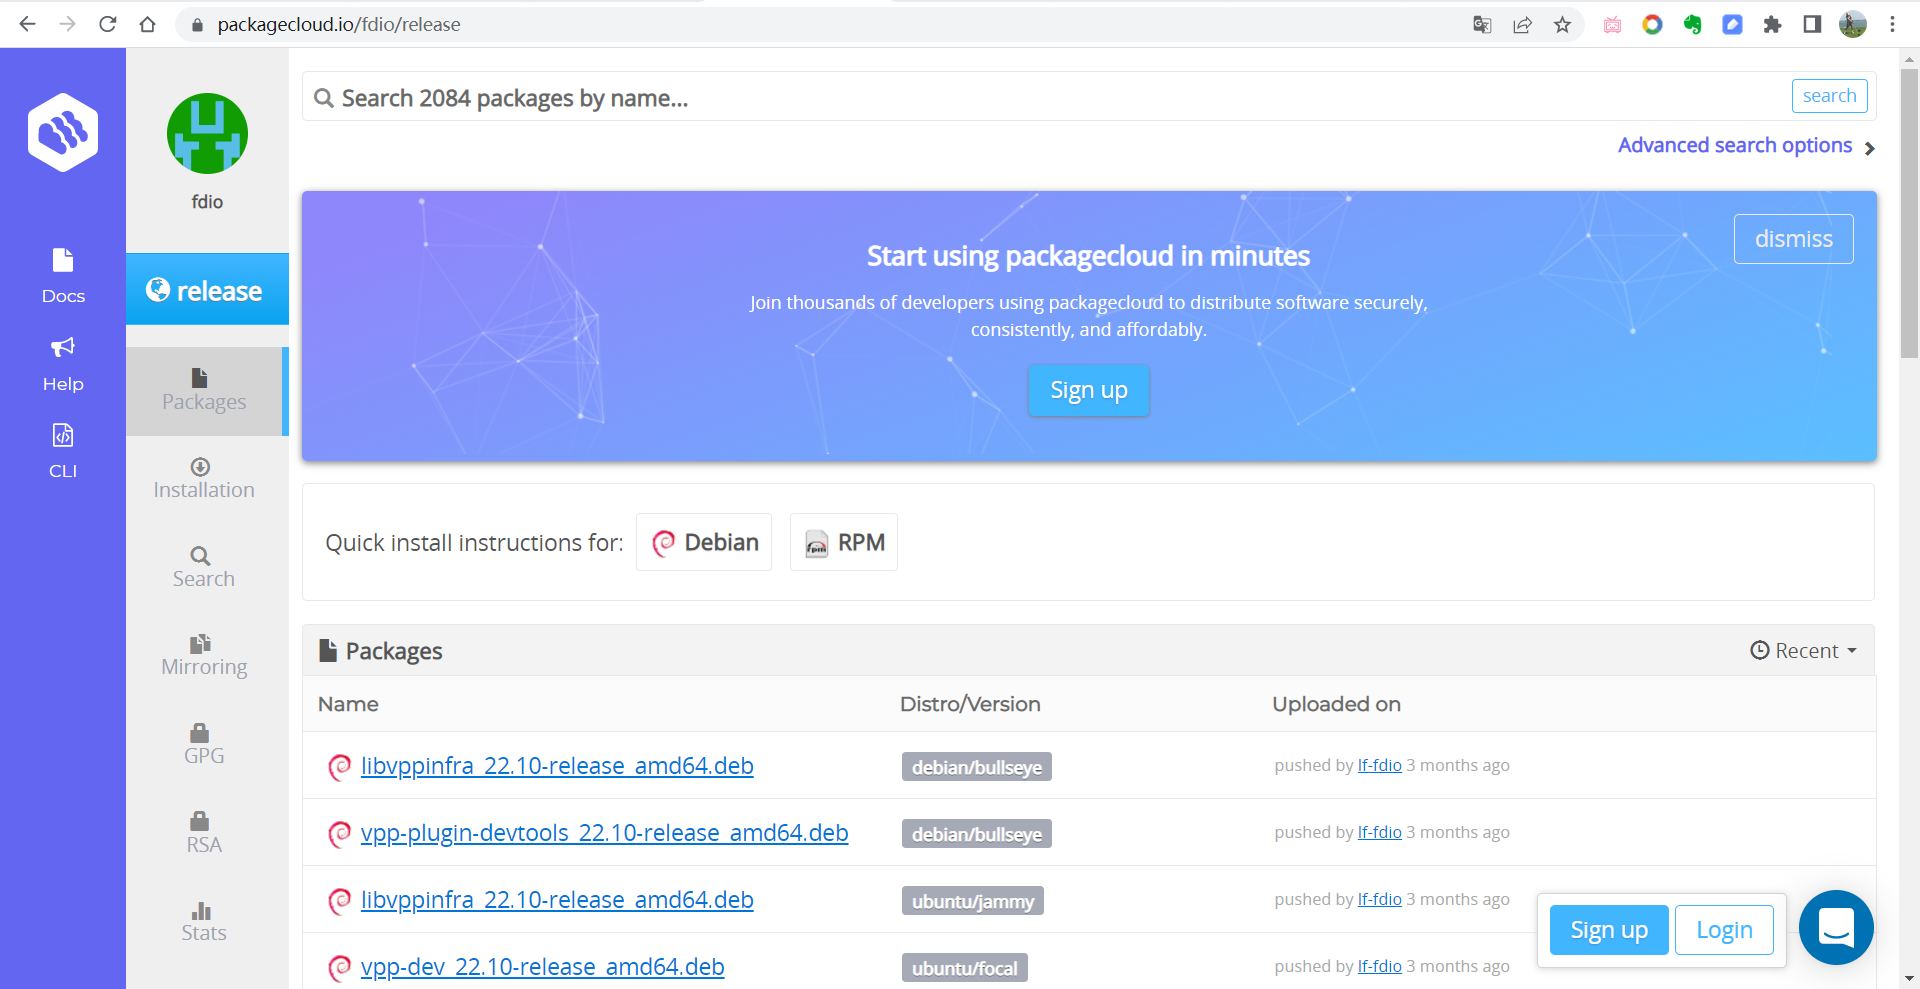 packagecloud.io/fdio/release
Search 2084 packages by name...
search
Advanced search options
fdio
release
Docs
Help
CLI
Packages
Installation
Search
Mirroring
GPG
RSA
Stats
Start using packagecloud in minutes
dismiss
Join thousands of developers using packagecloud to distribute software securely,
consistently, and affordably.
Sign up
Quick install instructions for:
Debian
rpm
RPM
Packages
Recent
Name Distro/Version Uploaded on
libvppinfra_22.10-release_amd64.deb debian/bullseye pushed by lf-fdio 3 months ago
vpp-plugin-devtools_22.10-release_amd64.deb debian/bullseye pushed by lf-fdio 3 months ago
libvppinfra_22.10-release_amd64.deb ubuntu/jammy pushed by lf-fdio 3 months ago
vpp-dev_22.10-release_amd64.deb ubuntu/focal pushed by lf-fdio 3 months ago
Sign up
Login